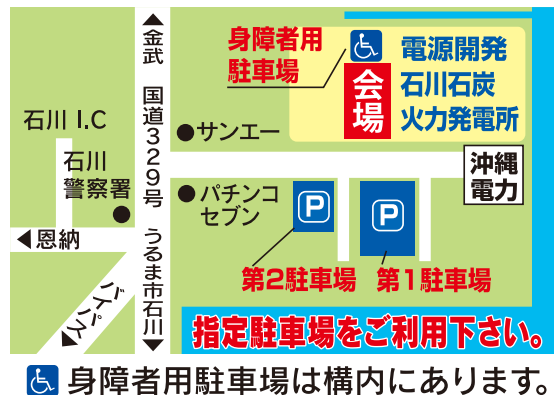 ▲金武 国道329号 うるま市石川▼
身障者用
駐車場
電源開発
石川石炭
火力発電所
会場
石川 I.C
●サンエー
石川
警察署
●
沖縄
電力
●パチンコ
セブン
P
P
◀恩納
第2駐車場
第1駐車場
バイパス▼
指定駐車場をご利用下さい。
身障者用駐車場は構内にあります。